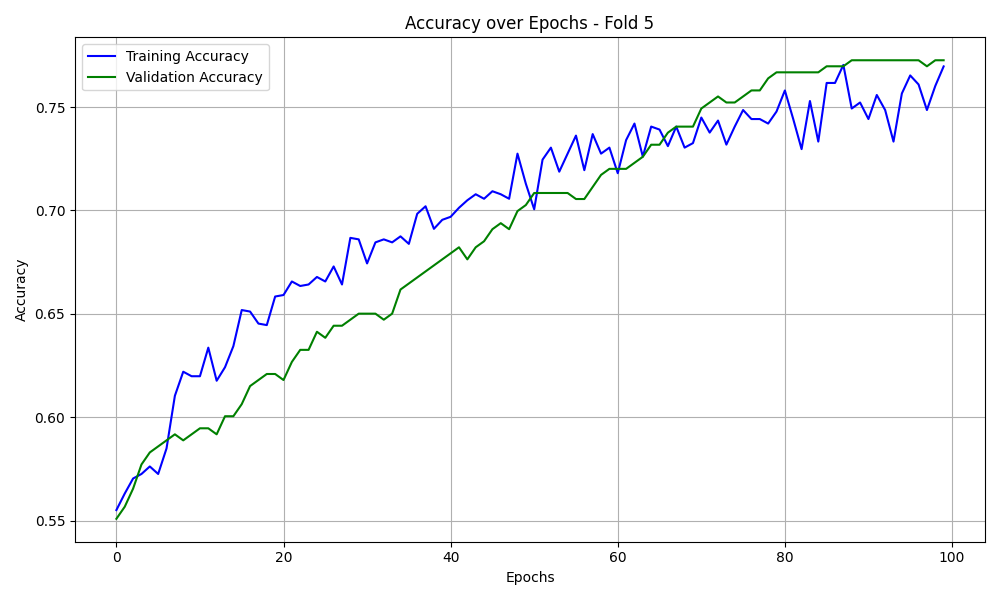 Accuracy over Epochs - Fold 5
Training Accuracy
Validation Accuracy
Accuracy
0.75
0.70
0.65
0.60
0.55
0 20 40 60 80 100
Epochs